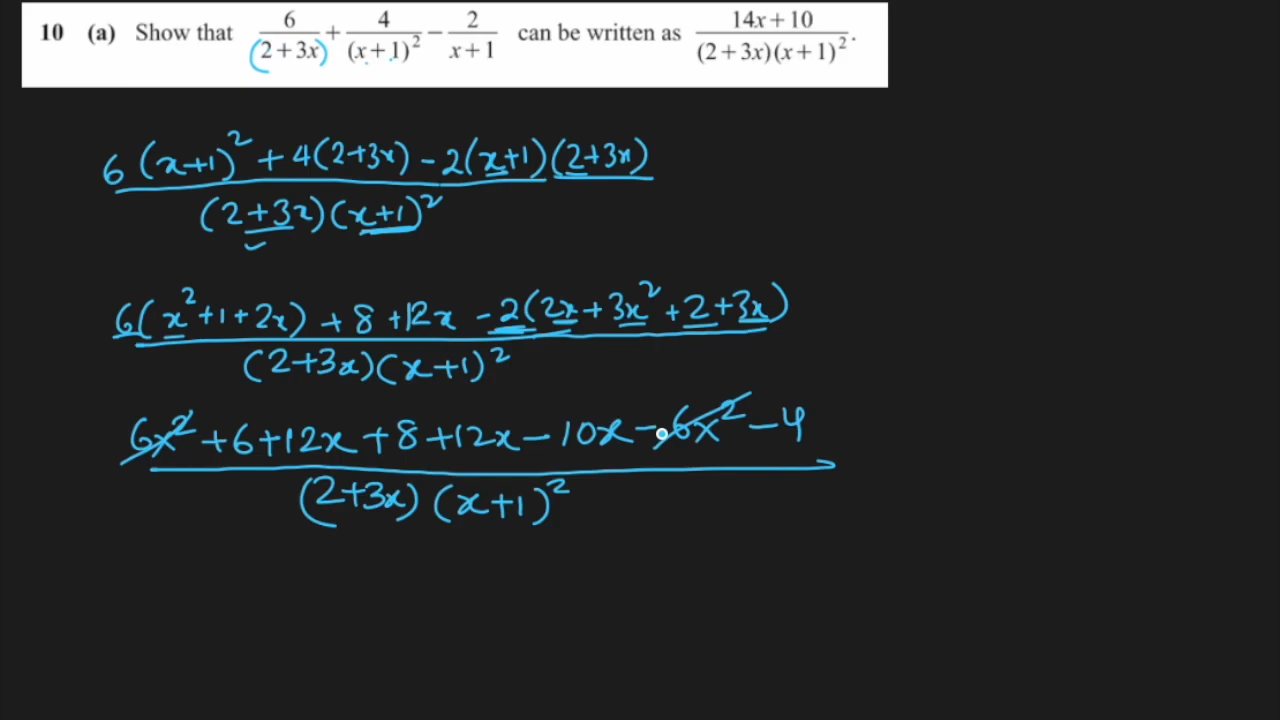 10 (a) Show that 6/(2+3x) + 4/(x+1)² − 2/(x+1) can be written as (14x+10)/((2+3x)(x+1)²).
6(x+1)² + 4(2+3x) - 2(x+1)(2+3x)
(2+3x)(x+1)²
6(x²+1+2x) + 8 +12x - 2(2x+3x²+2+3x)
(2+3x)(x+1)²
6x² +6+12x+8+12x-10x-6x²-4
(2+3x)(x+1)²